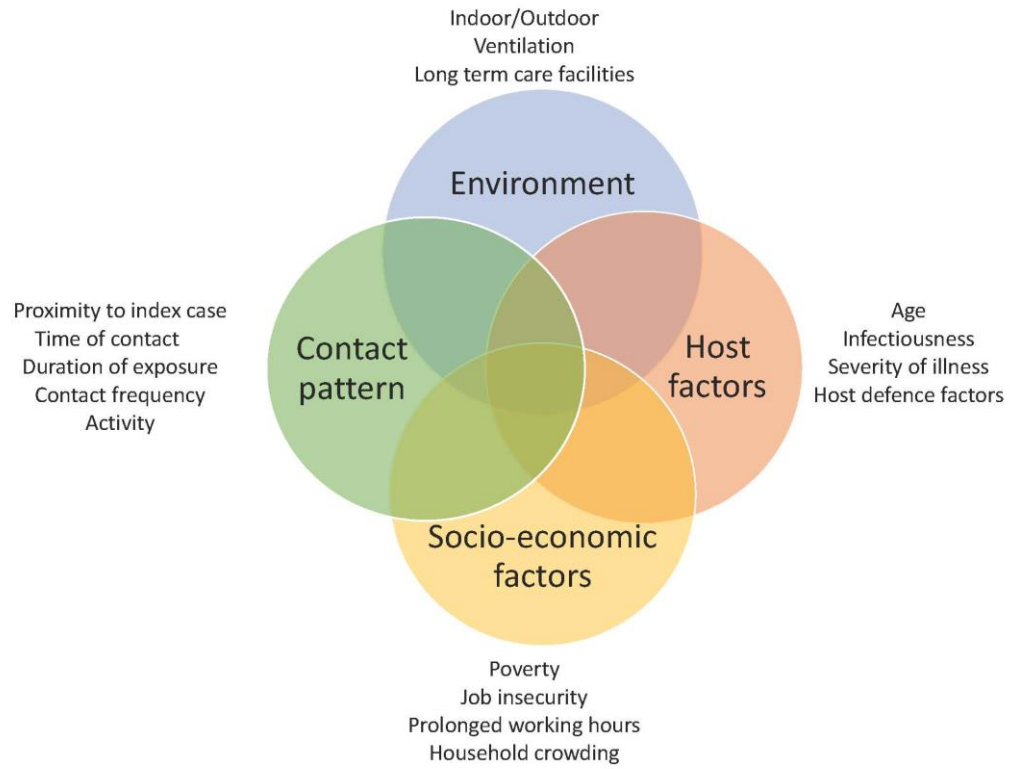 Indoor/Outdoor
Ventilation
Long term care facilities
Environment
Proximity to index case
Time of contact
Duration of exposure
Contact frequency
Activity
Contact
pattern
Host
factors
Age
Infectiousness
Severity of illness
Host defence factors
Socio-economic
factors
Poverty
Job insecurity
Prolonged working hours
Household crowding